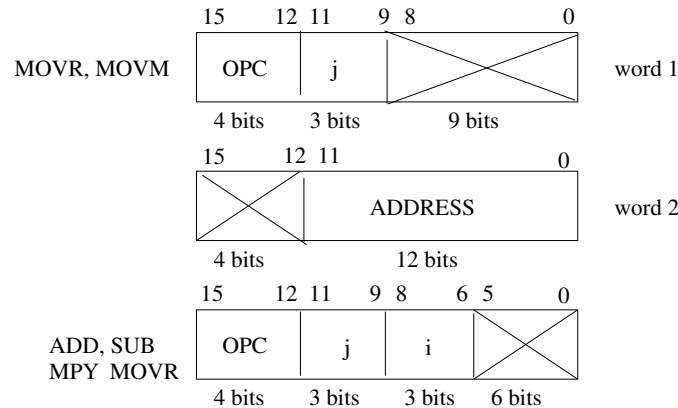 15 12 11 9 8 0
MOVR, MOVM OPC j word 1
4 bits 3 bits 9 bits
15 12 11 0
ADDRESS word 2
4 bits 12 bits
15 12 11 9 8 6 5 0
ADD, SUB
OPC j i
MPY MOVR
4 bits 3 bits 3 bits 6 bits